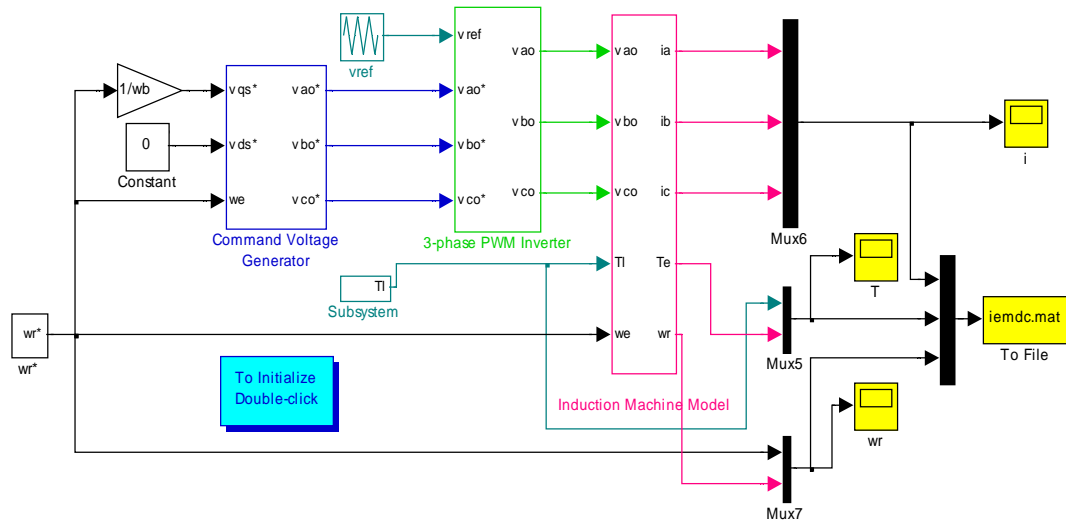 vref
1/wb
0
Constant
vqs*
vds*
we
vao*
vbo*
vco*
Command Voltage
Generator
vref
vao*
vbo*
vco*
vao
vbo
vco
3-phase PWM Inverter
vao
vbo
vco
Tl
we
ia
ib
ic
Te
wr
Induction Machine Model
Tl
Subsystem
wr*
wr*
To Initialize
Double-click
Mux6
i
T
Mux5
iemdc.mat
To File
wr
Mux7